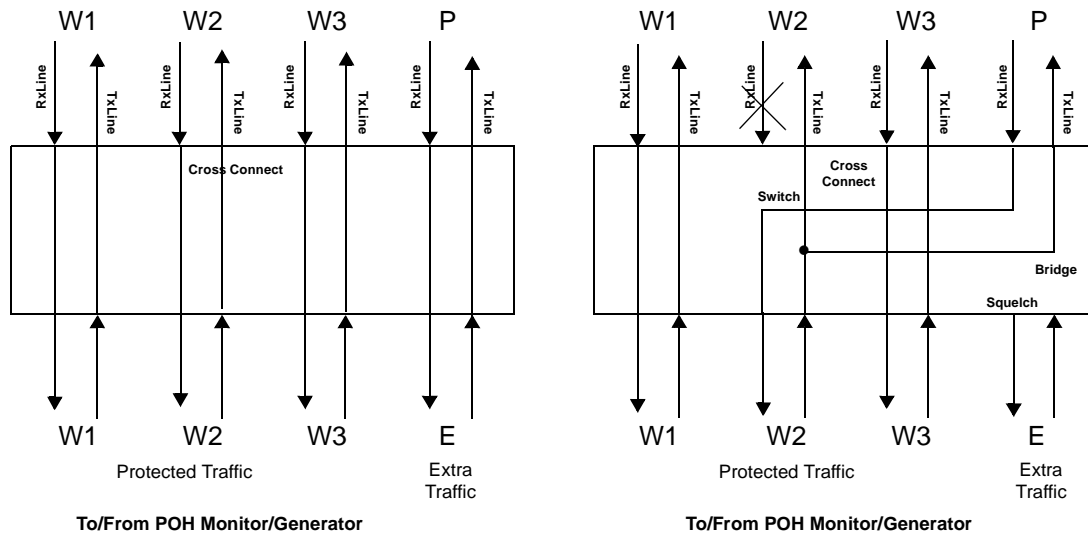 W1 W2 W3 P
RxLine TxLine RxLine TxLine RxLine TxLine RxLine TxLine
Cross Connect
W1 W2 W3 E
Protected Traffic
Extra
Traffic
To/From POH Monitor/Generator
W1 W2 W3 P
RxLine TxLine RxLine TxLine RxLine TxLine RxLine TxLine
Cross
Connect
Switch
Bridge
Squelch
W1 W2 W3 E
Protected Traffic
Extra
Traffic
To/From POH Monitor/Generator